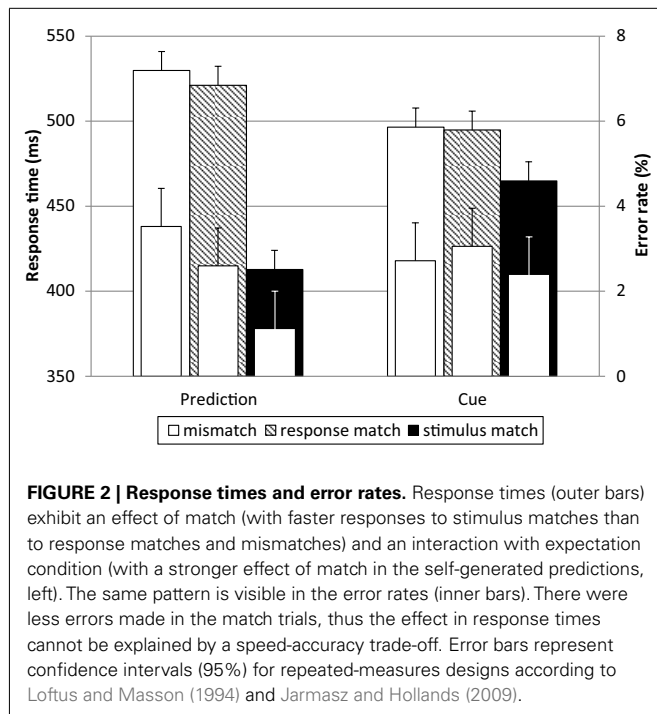 550
500
450
400
350
Response time (ms)
8
6
4
2
0
Error rate (%)
Prediction Cue
mismatch response match stimulus match
FIGURE 2 | Response times and error rates. Response times (outer bars)
exhibit an effect of match (with faster responses to stimulus matches than
to response matches and mismatches) and an interaction with expectation
condition (with a stronger effect of match in the self-generated predictions,
left). The same pattern is visible in the error rates (inner bars). There were
less errors made in the match trials, thus the effect in response times
cannot be explained by a speed-accuracy trade-off. Error bars represent
confidence intervals (95%) for repeated-measures designs according to
Loftus and Masson (1994) and Jarmasz and Hollands (2009).